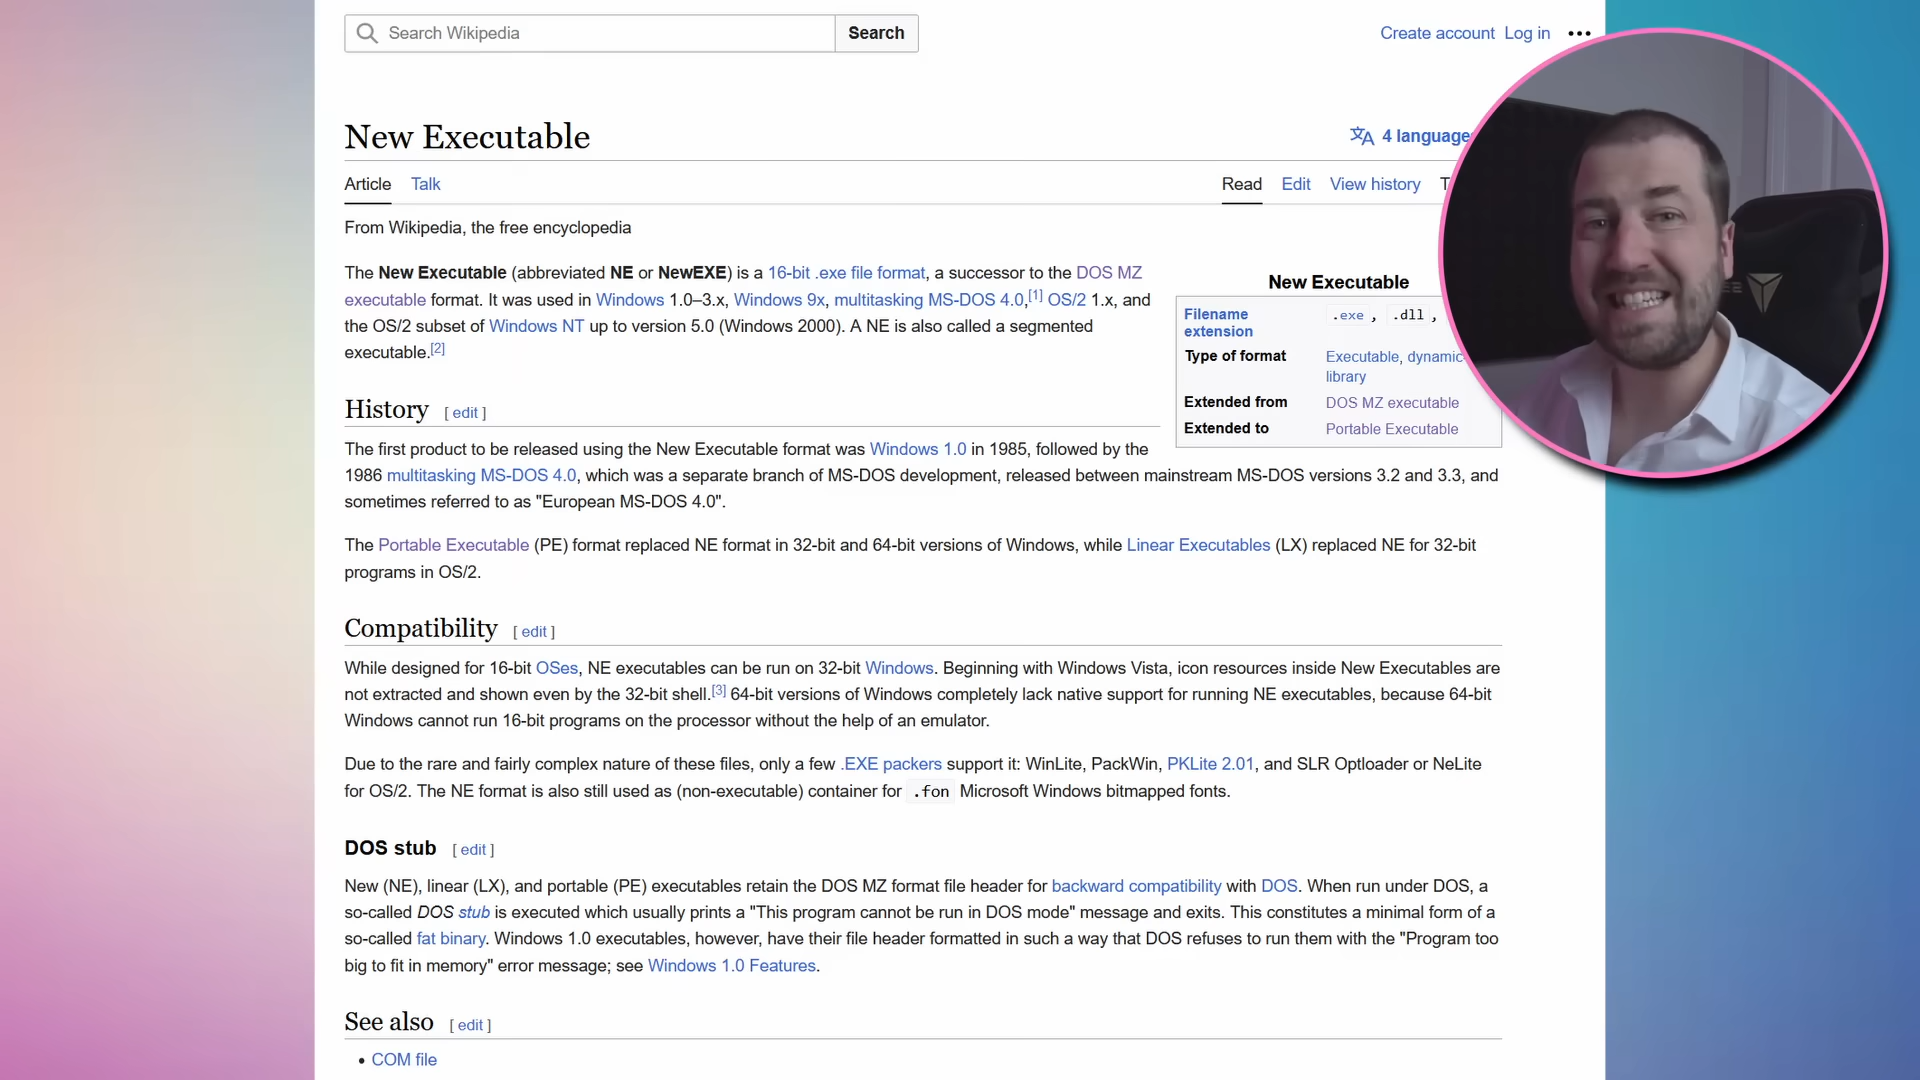 Search Wikipedia
Search
Create account Log in
New Executable
4 language
Article Talk
Read Edit View history
From Wikipedia, the free encyclopedia
The New Executable (abbreviated NE or NewEXE) is a 16-bit .exe file format, a successor to the DOS MZ
executable format. It was used in Windows 1.0–3.x, Windows 9x, multitasking MS-DOS 4.0,[1] OS/2 1.x, and
the OS/2 subset of Windows NT up to version 5.0 (Windows 2000). A NE is also called a segmented
executable.[2]
New Executable
Filename
extension
.exe , .dll ,
Type of format
Executable, dynamic
library
Extended from DOS MZ executable
Extended to Portable Executable
History [ edit ]
The first product to be released using the New Executable format was Windows 1.0 in 1985, followed by the
1986 multitasking MS-DOS 4.0, which was a separate branch of MS-DOS development, released between mainstream MS-DOS versions 3.2 and 3.3, and
sometimes referred to as "European MS-DOS 4.0".
The Portable Executable (PE) format replaced NE format in 32-bit and 64-bit versions of Windows, while Linear Executables (LX) replaced NE for 32-bit
programs in OS/2.
Compatibility [ edit ]
While designed for 16-bit OSes, NE executables can be run on 32-bit Windows. Beginning with Windows Vista, icon resources inside New Executables are
not extracted and shown even by the 32-bit shell.[3] 64-bit versions of Windows completely lack native support for running NE executables, because 64-bit
Windows cannot run 16-bit programs on the processor without the help of an emulator.
Due to the rare and fairly complex nature of these files, only a few .EXE packers support it: WinLite, PackWin, PKLite 2.01, and SLR Optloader or NeLite
for OS/2. The NE format is also still used as (non-executable) container for .fon Microsoft Windows bitmapped fonts.
DOS stub [ edit ]
New (NE), linear (LX), and portable (PE) executables retain the DOS MZ format file header for backward compatibility with DOS. When run under DOS, a
so-called DOS stub is executed which usually prints a "This program cannot be run in DOS mode" message and exits. This constitutes a minimal form of a
so-called fat binary. Windows 1.0 executables, however, have their file header formatted in such a way that DOS refuses to run them with the "Program too
big to fit in memory" error message; see Windows 1.0 Features.
See also [ edit ]
• COM file